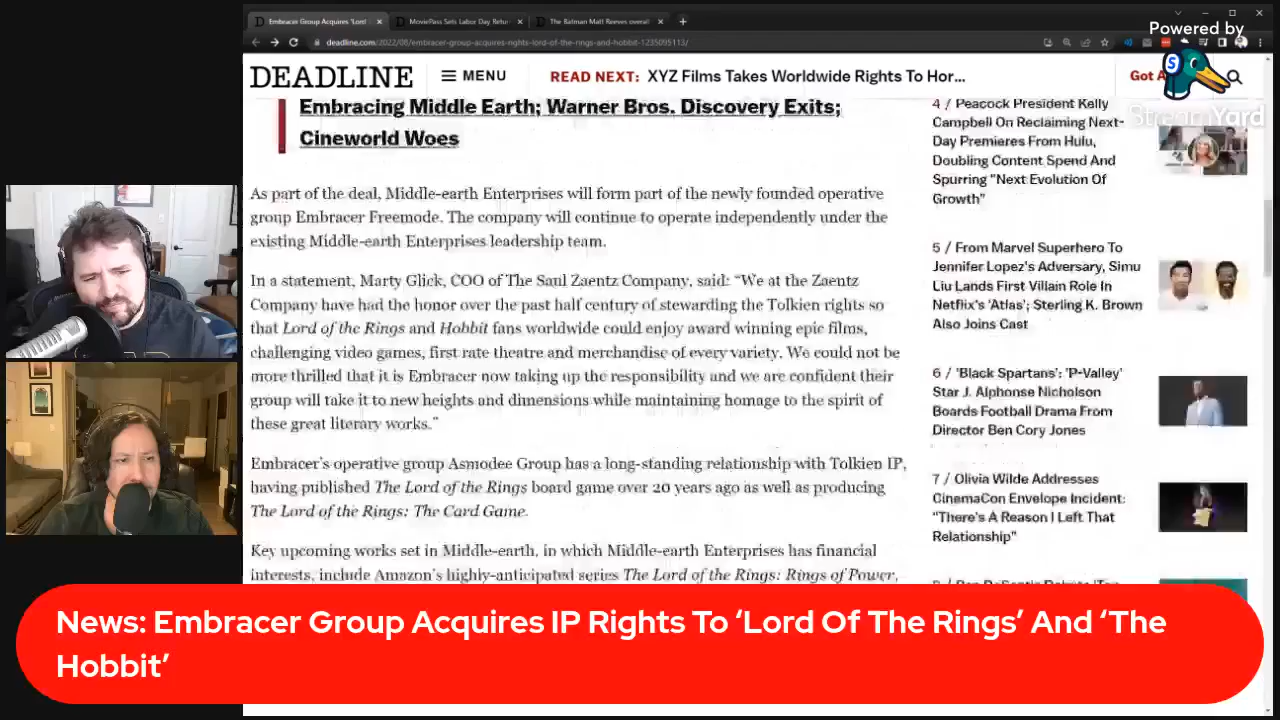 Embracer Group Acquires 'Lord
MoviePass Sets Labor Day Retu
The Batman Matt Reeves overall
deadline.com/2022/08/embracer-group-acquires-rights-lord-of-the-rings-and-hobbit-1235095113/
Powered by
StreamYard
DEADLINE
MENU
READ NEXT: XYZ Films Takes Worldwide Rights To Hor...
Got A
Embracing Middle Earth; Warner Bros. Discovery Exits;
Cineworld Woes
As part of the deal, Middle-earth Enterprises will form part of the newly founded operative
group Embracer Freemode. The company will continue to operate independently under the
existing Middle-earth Enterprises leadership team.
In a statement, Marty Glick, COO of The Saul Zaentz Company, said: “We at the Zaentz
Company have had the honor over the past half century of stewarding the Tolkien rights so
that Lord of the Rings and Hobbit fans worldwide could enjoy award winning epic films,
challenging video games, first rate theatre and merchandise of every variety. We could not be
more thrilled that it is Embracer now taking up the responsibility and we are confident their
group will take it to new heights and dimensions while maintaining homage to the spirit of
these great literary works.”
Embracer’s operative group Asmodee Group has a long-standing relationship with Tolkien IP,
having published The Lord of the Rings board game over 20 years ago as well as producing
The Lord of the Rings: The Card Game.
Key upcoming works set in Middle-earth, in which Middle-earth Enterprises has financial
interests, include Amazon’s highly-anticipated series The Lord of the Rings: Rings of Power,
4 / Peacock President Kelly
Campbell On Reclaiming Next-
Day Premieres From Hulu,
Doubling Content Spend And
Spurring "Next Evolution Of
Growth"
5 / From Marvel Superhero To
Jennifer Lopez's Adversary, Simu
Liu Lands First Villain Role In
Netflix's 'Atlas'; Sterling K. Brown
Also Joins Cast
6 / 'Black Spartans': 'P-Valley'
Star J. Alphonse Nicholson
Boards Football Drama From
Director Ben Cory Jones
7 / Olivia Wilde Addresses
CinemaCon Envelope Incident:
"There's A Reason I Left That
Relationship"
News: Embracer Group Acquires IP Rights To ‘Lord Of The Rings’ And ‘The
Hobbit’